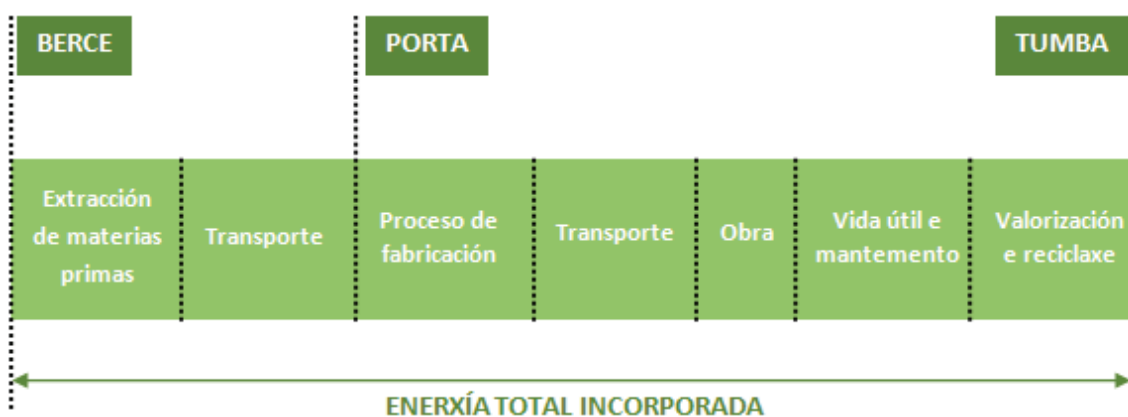 BERCE
PORTA
TUMBA
Extracción
de materias
primas
Transporte
Proceso de
fabricación
Transporte
Obra
Vida útil e
mantemento
Valorización
e reciclaxe
ENERXÍA TOTAL INCORPORADA